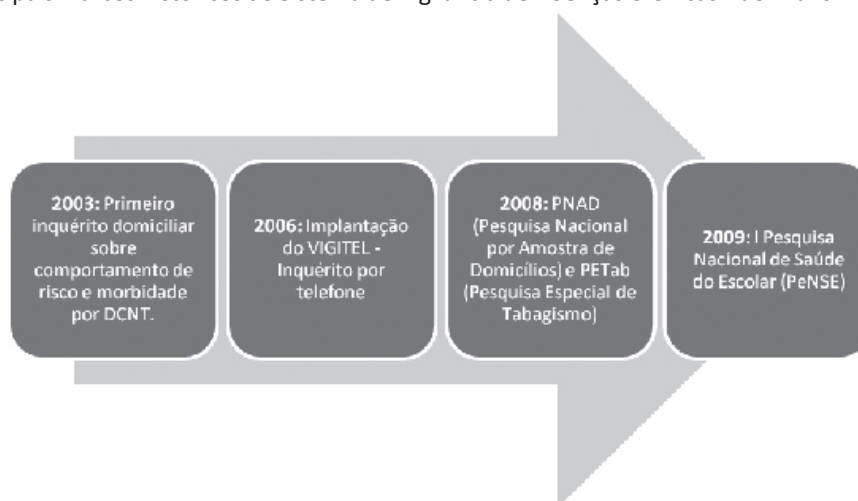 2003: Primeiro
inquérito domiciliar
sobre
comportamento de
risco e morbidade
por DCNT.
2006: Implantação
do VIGITEL -
Inquérito por
telefone
2008: PNAD
(Pesquisa Nacional
por Amostra de
Domicílios) e PETab
(Pesquisa Especial de
Tabagismo)
2009: I Pesquisa
Nacional de Saúde
do Escolar (PeNSE)